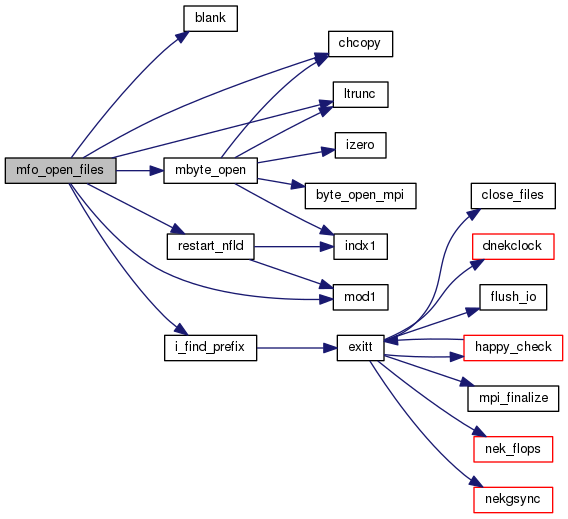 blank
chcopy
ltrunc
izero
mfo_open_files
mbyte_open
byte_open_mpi
close_files
restart_nfld
indx1
dnekclock
mod1
flush_io
i_find_prefix
exitt
happy_check
mpi_finalize
nek_flops
nekgsync